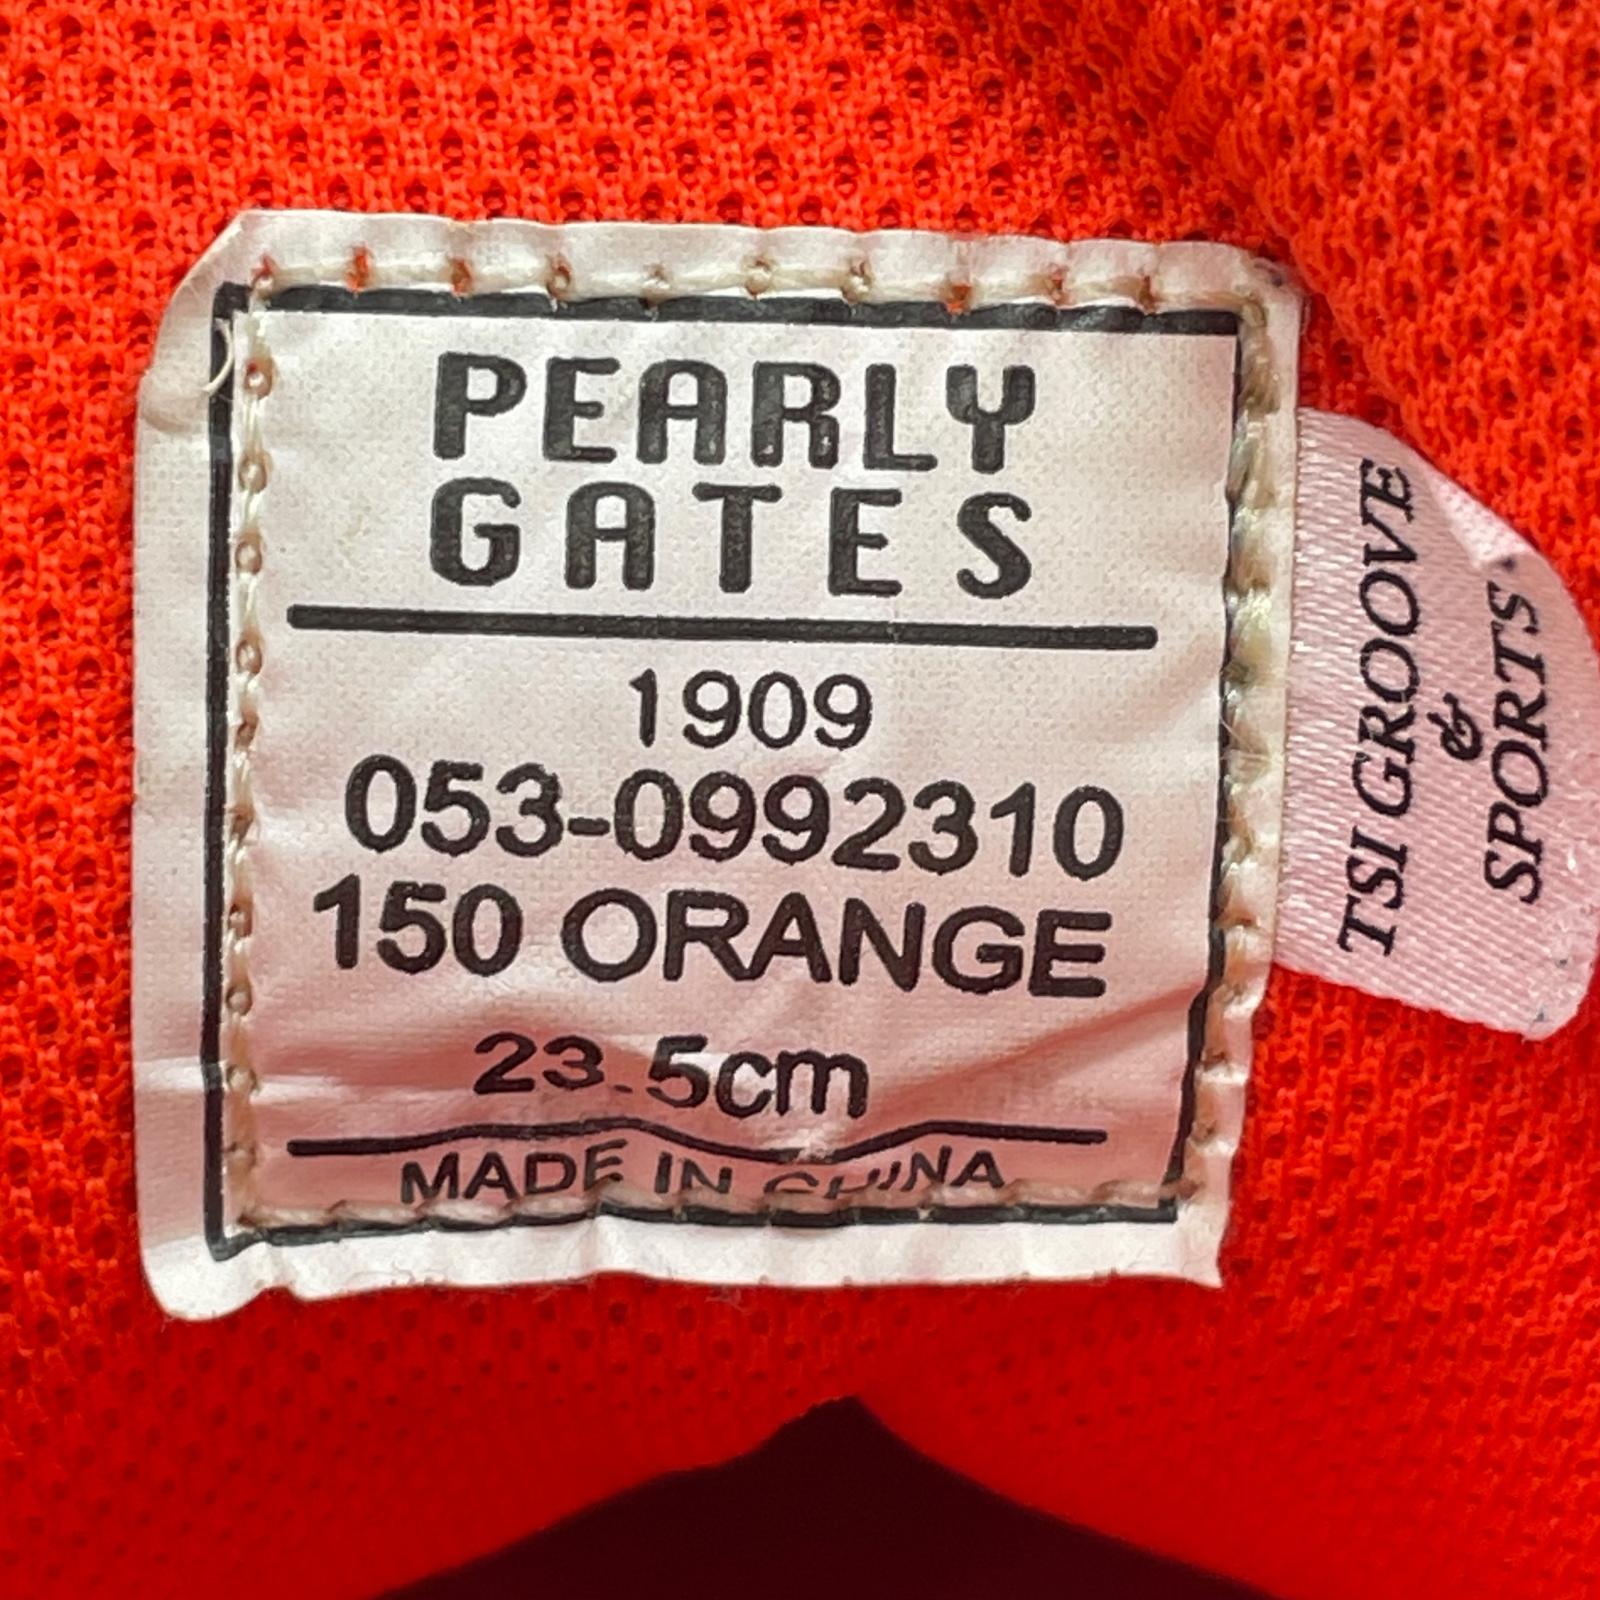 PEARLY
GATES
1909
053-0992310
150 ORANGE
23.5cm
MADE IN CHINA
TSI GROOVE
&
SPORTS